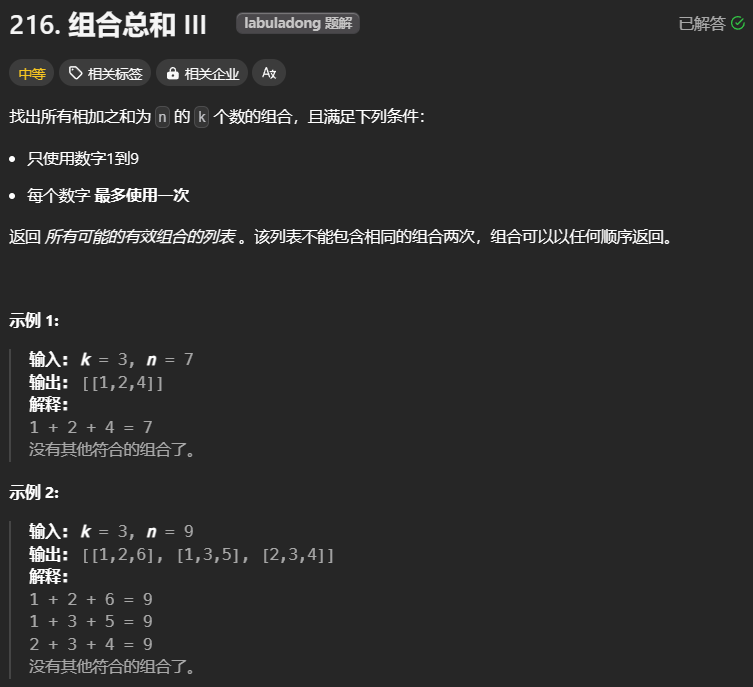 216. 组合总和 III labuladong 题解 已解答
中等 相关标签 相关企业 Ax
找出所有相加之和为 n 的 k 个数的组合，且满足下列条件：
只使用数字1到9
每个数字 最多使用一次
返回 所有可能的有效组合的列表 。该列表不能包含相同的组合两次，组合可以以任何顺序返回。
示例 1:
输入: k = 3, n = 7
输出: [[1,2,4]]
解释:
1 + 2 + 4 = 7
没有其他符合的组合了。
示例 2:
输入: k = 3, n = 9
输出: [[1,2,6], [1,3,5], [2,3,4]]
解释:
1 + 2 + 6 = 9
1 + 3 + 5 = 9
2 + 3 + 4 = 9
没有其他符合的组合了。